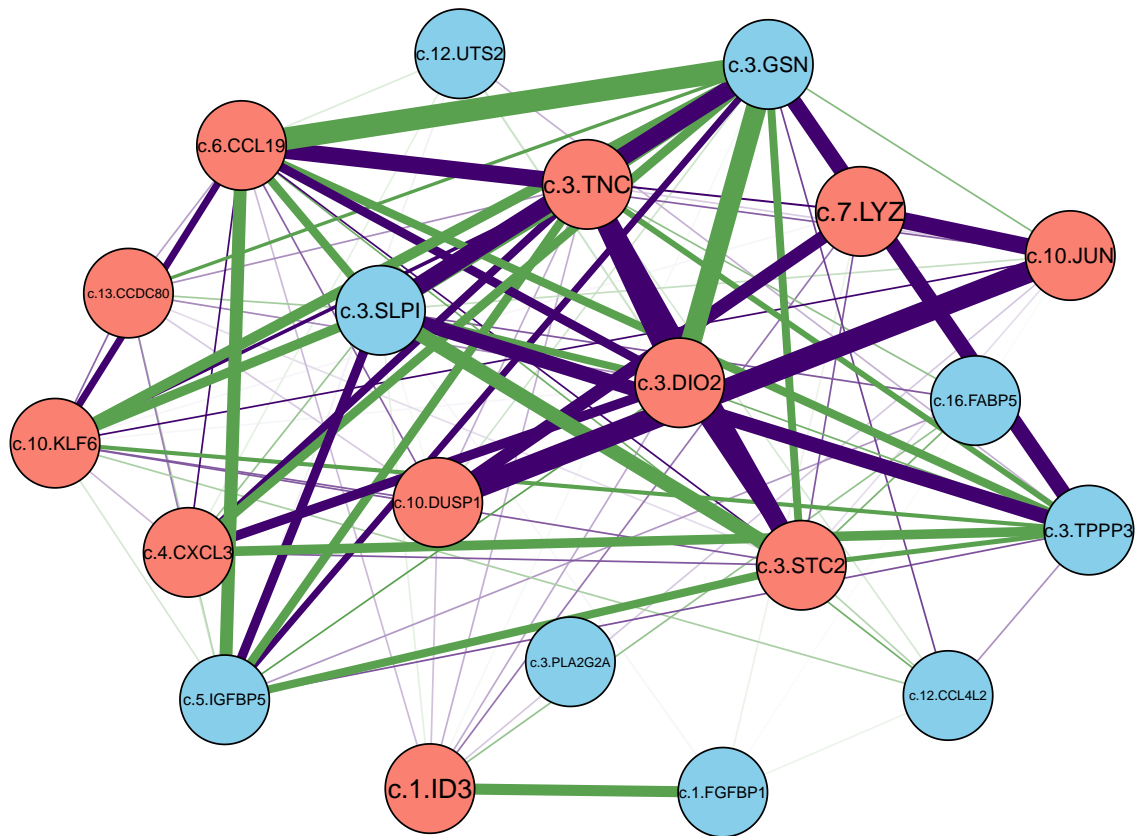 c.12.UTS2
c.3.GSN
c.6.CCL19
c.3.TNC
c.7.LYZ
c.10.JUN
c.13.CCDC80
c.3.SLPI
c.3.DIO2
c.16.FABP5
c.10.KLF6
c.10.DUSP1
c.4.CXCL3
c.3.STC2
c.3.TPPP3
c.3.PLA2G2A
c.5.IGFBP5
c.12.CCL4L2
c.1.ID3
c.1.FGFBP1